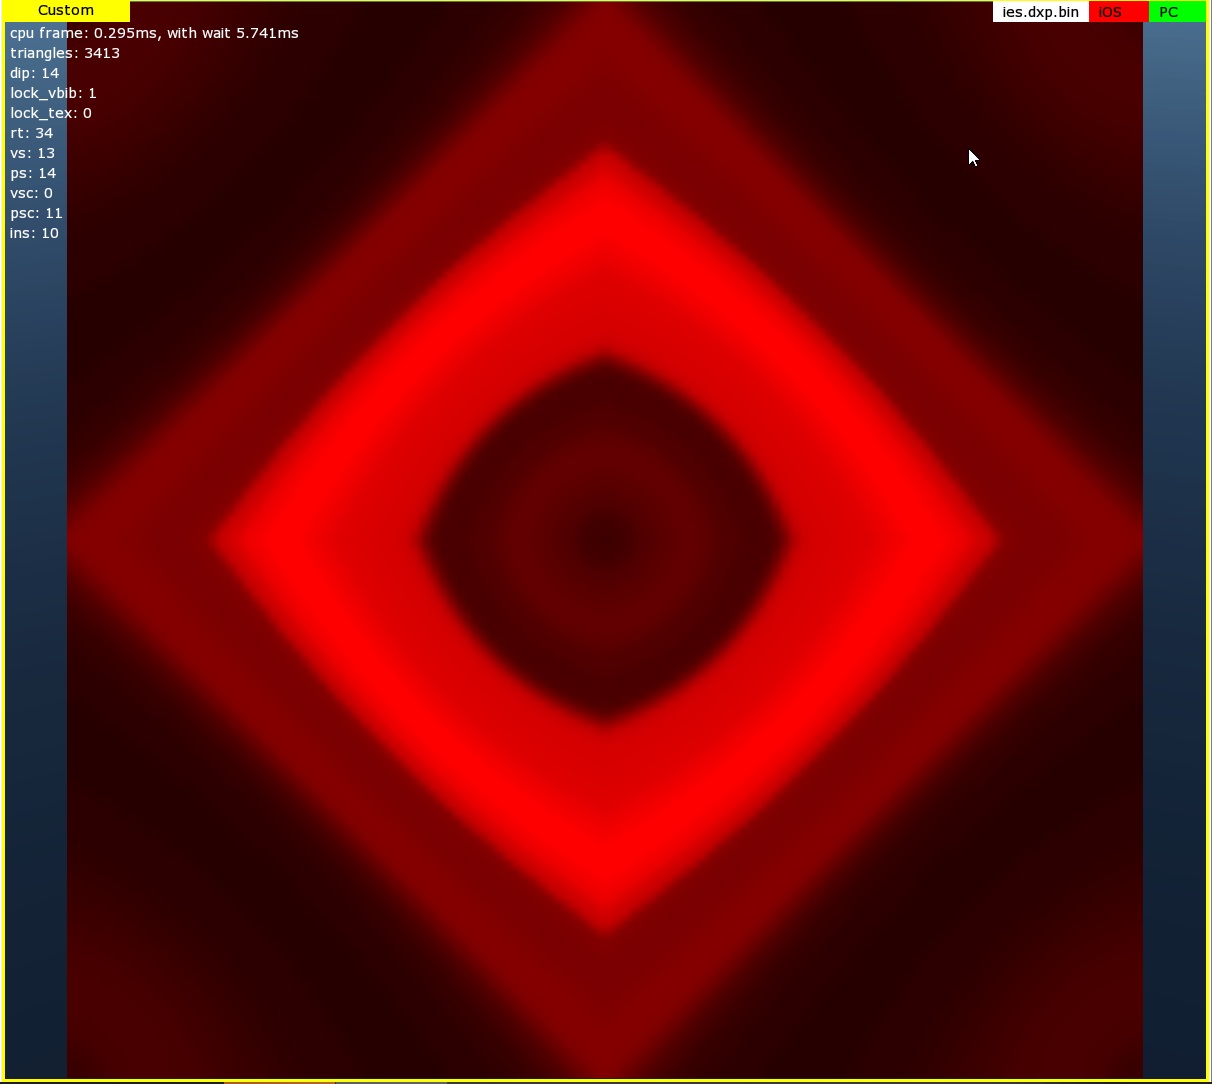 Custom
ies.dxp.bin iOS PC
cpu frame: 0.295ms, with wait 5.741ms
triangles: 3413
dip: 14
lock_vbib: 1
lock_tex: 0
rt: 34
vs: 13
ps: 14
vsc: 0
psc: 11
ins: 10